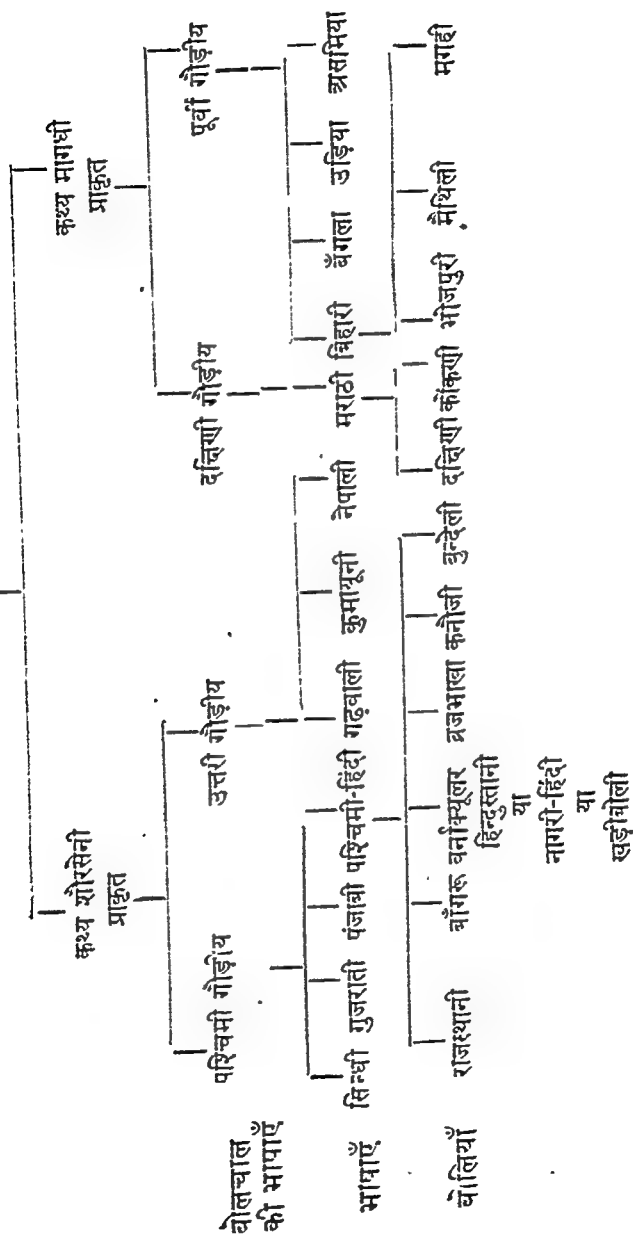 कथ्य शौरसेनी
प्राकृत
कथ्य मागधी
प्राकृत
बोलचाल
की भाषाएँ
पश्चिमी गौड़ीय
उत्तरी गौड़ीय
दक्षिणी गौड़ीय
पूर्वी गौड़ीय
भाषाएँ
सिन्धी गुजराती पंजाबी पश्चिमी-हिंदी गढ़वाली कुमायूनी नेपाली मराठी बिहारी बँगला उड़िया असमिया
बोलियाँ
राजस्थानी बाँगरू वर्नाक्यूलर ब्रजभाखा कनोजी बुन्देली दक्षिणी कोंकणी भोजपुरी मैथिली मगही
हिन्दुस्तानी
या
नागरी-हिंदी
या
खड़ीबोली